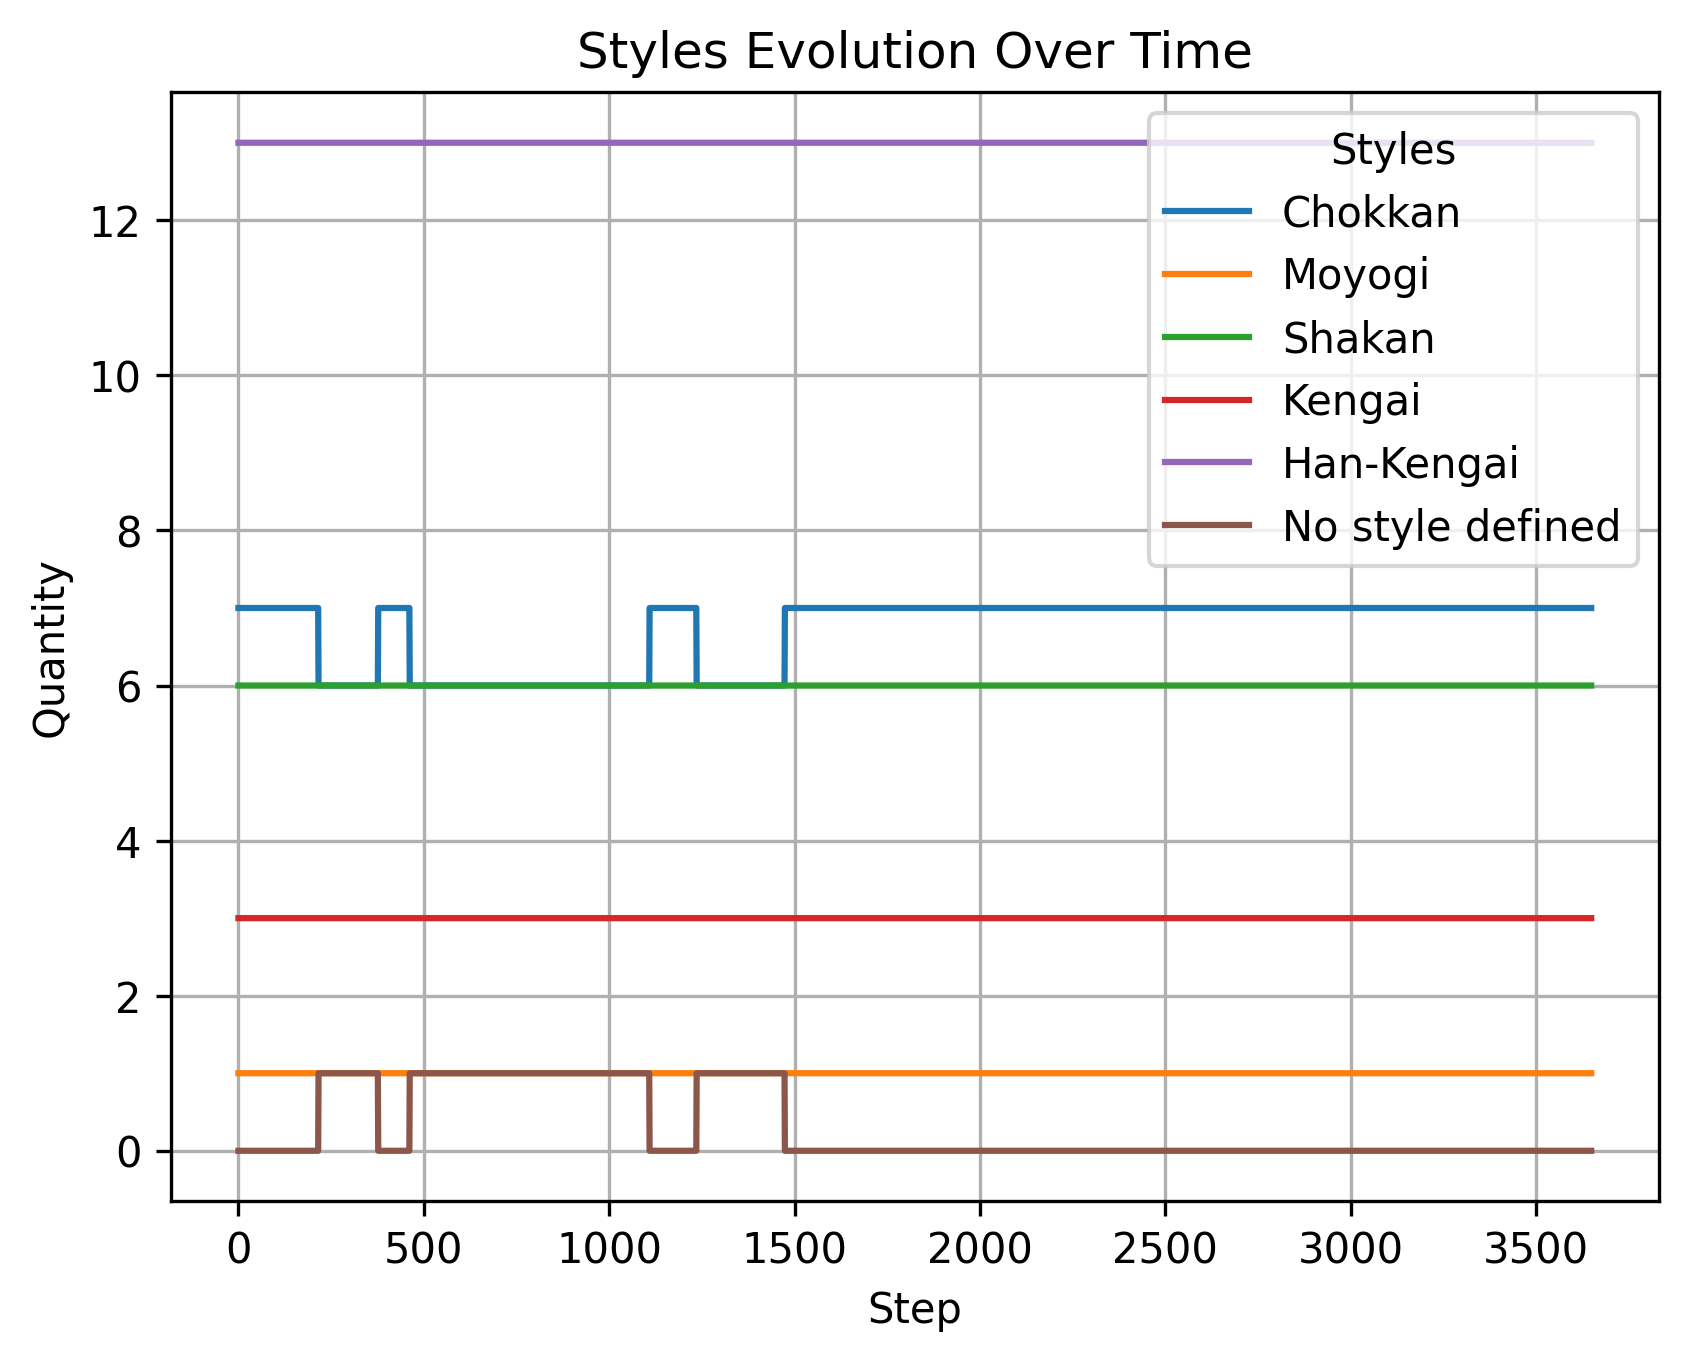 Styles Evolution Over Time
Styles
Chokkan
Moyogi
Shakan
Kengai
Han-Kengai
No style defined
Quantity
12
10
8
6
4
2
0
0 500 1000 1500 2000 2500 3000 3500
Step